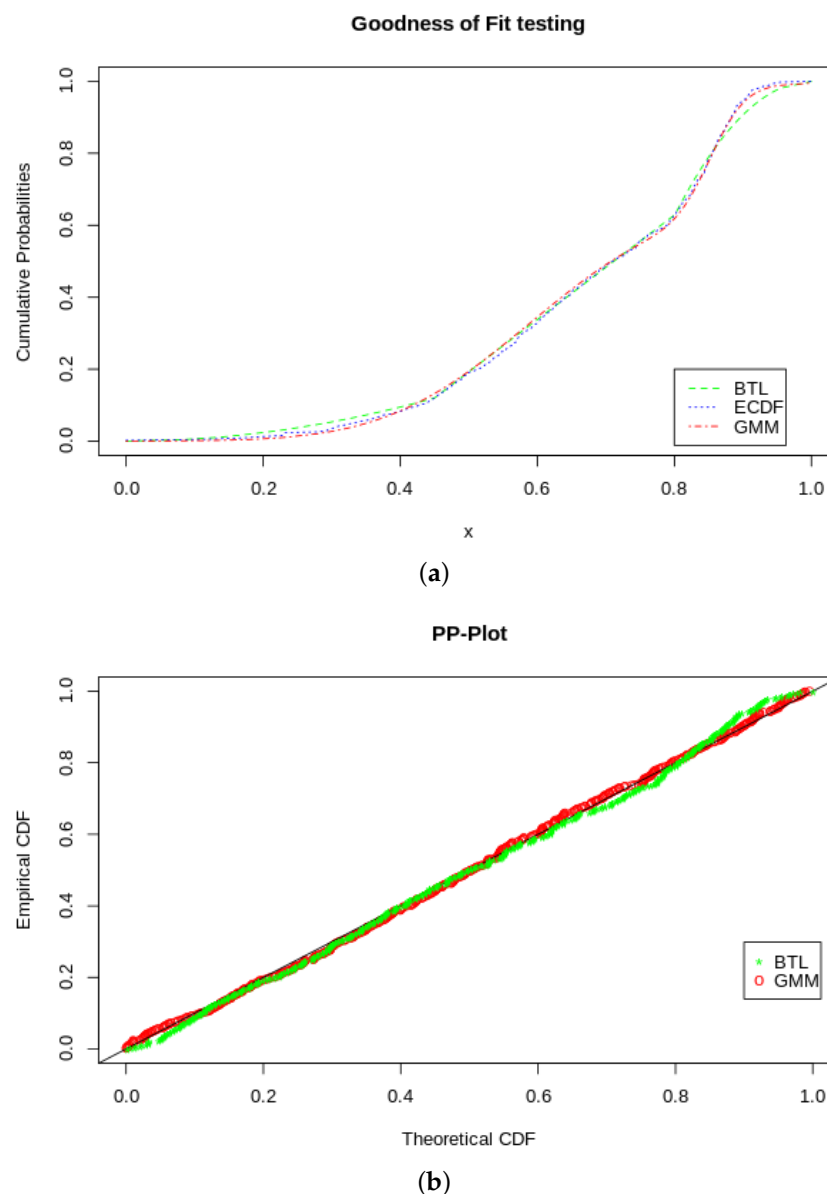 Goodness of Fit testing
Cumulative Probabilities
1.0
0.8
0.6
0.4
0.2
0.0
BTL
ECDF
GMM
0.0 0.2 0.4 0.6 0.8 1.0
x
(a)
PP-Plot
Empirical CDF
1.0
0.8
0.6
0.4
0.2
0.0
BTL
GMM
0.0 0.2 0.4 0.6 0.8 1.0
Theoretical CDF
(b)